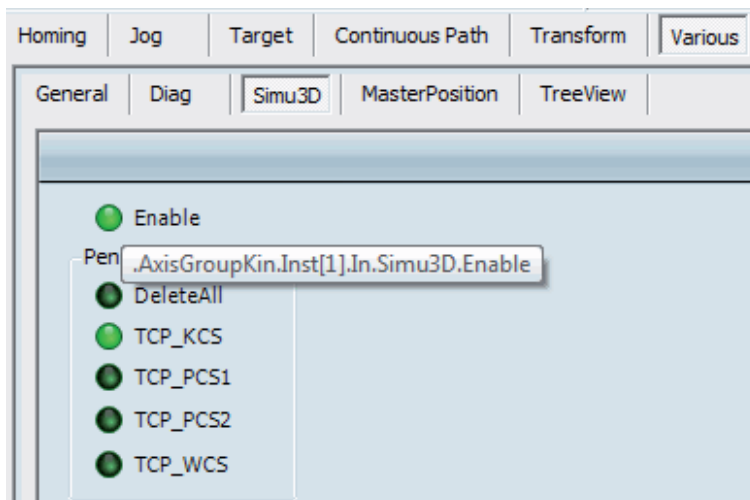 Homing Jog Target Continuous Path Transform Various
General Diag Simu3D MasterPosition TreeView
Enable
Pen
.AxisGroupKin.Inst[1].In.Simu3D.Enable
DeleteAll
TCP_KCS
TCP_PCS1
TCP_PCS2
TCP_WCS